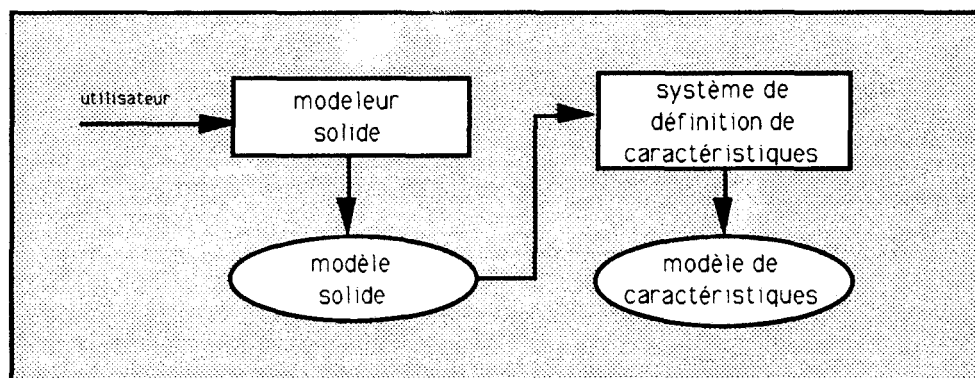 utilisateur
modeleur
solide
système de
définition de
caractéristiques
modèle
solide
modèle de
caractéristiques